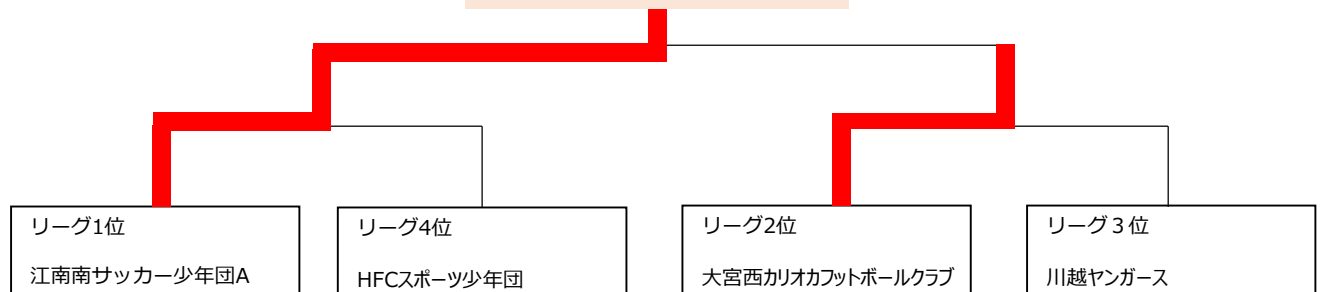 リーグ1位
江南南サッカー少年団A
リーグ4位
HFCスポーツ少年団
リーグ2位
大宮西カリオカフットボールクラブ
リーグ３位
川越ヤンガース